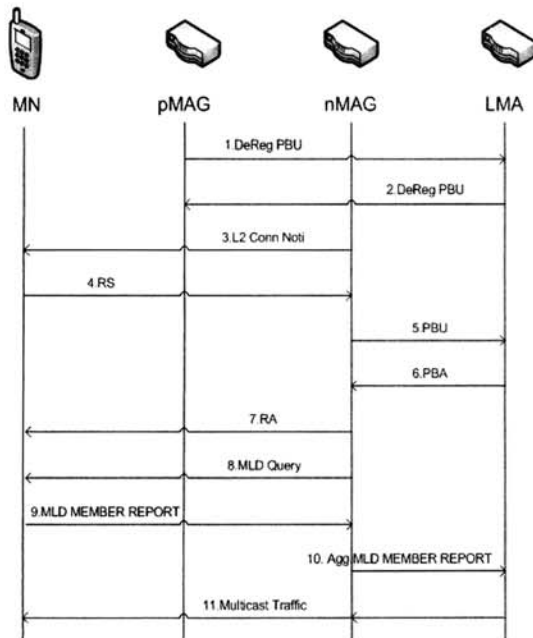 MN pMAG nMAG LMA
1.DeReg PBU
2.DeReg PBU
3.L2 Conn Noti
4.RS
5.PBU
6.PBA
7.RA
8.MLD Query
9.MLD MEMBER REPORT
10. Agg.MLD MEMBER REPORT
11.Multicast Traffic